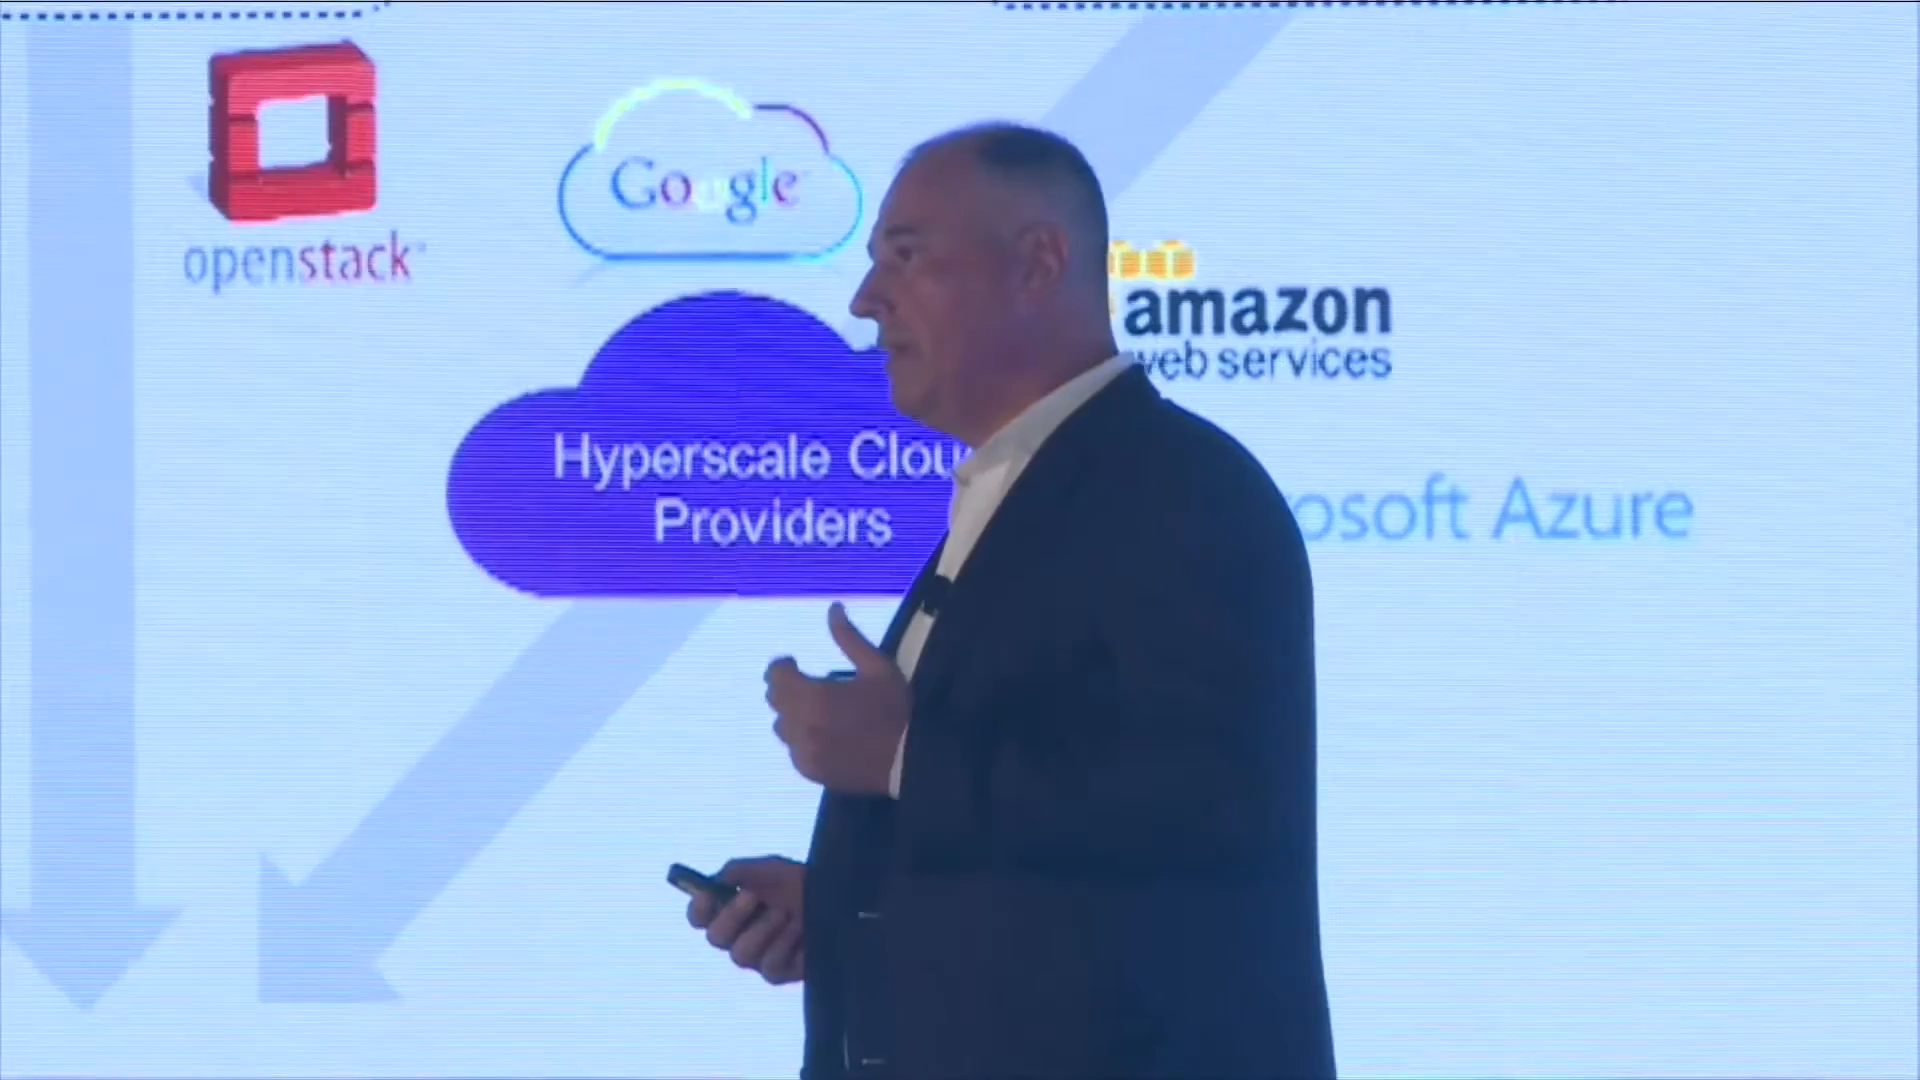 openstack
Google
amazon
web services
Hyperscale Clou
Providers
osoft Azure